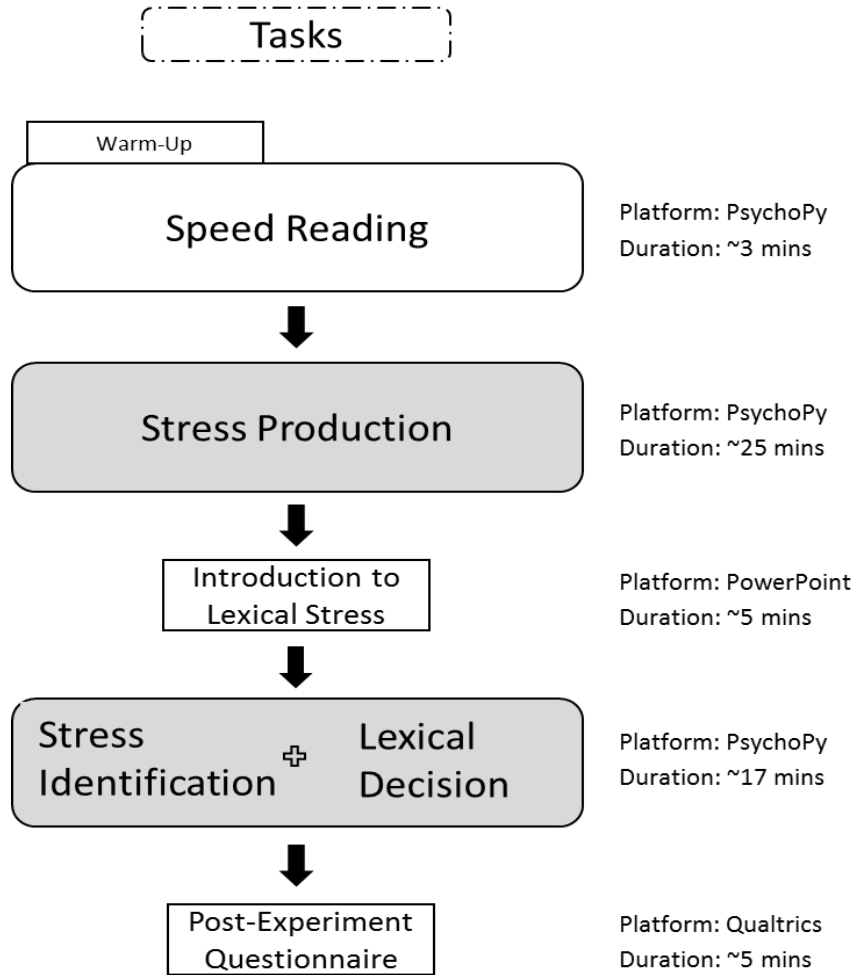 Tasks
Warm-Up
Speed Reading
Platform: PsychoPy
Duration: ~3 mins
Stress Production
Platform: PsychoPy
Duration: ~25 mins
Introduction to
Lexical Stress
Platform: PowerPoint
Duration: ~5 mins
Stress
Identification
Lexical
Decision
Platform: PsychoPy
Duration: ~17 mins
Post-Experiment
Questionnaire
Platform: Qualtrics
Duration: ~5 mins